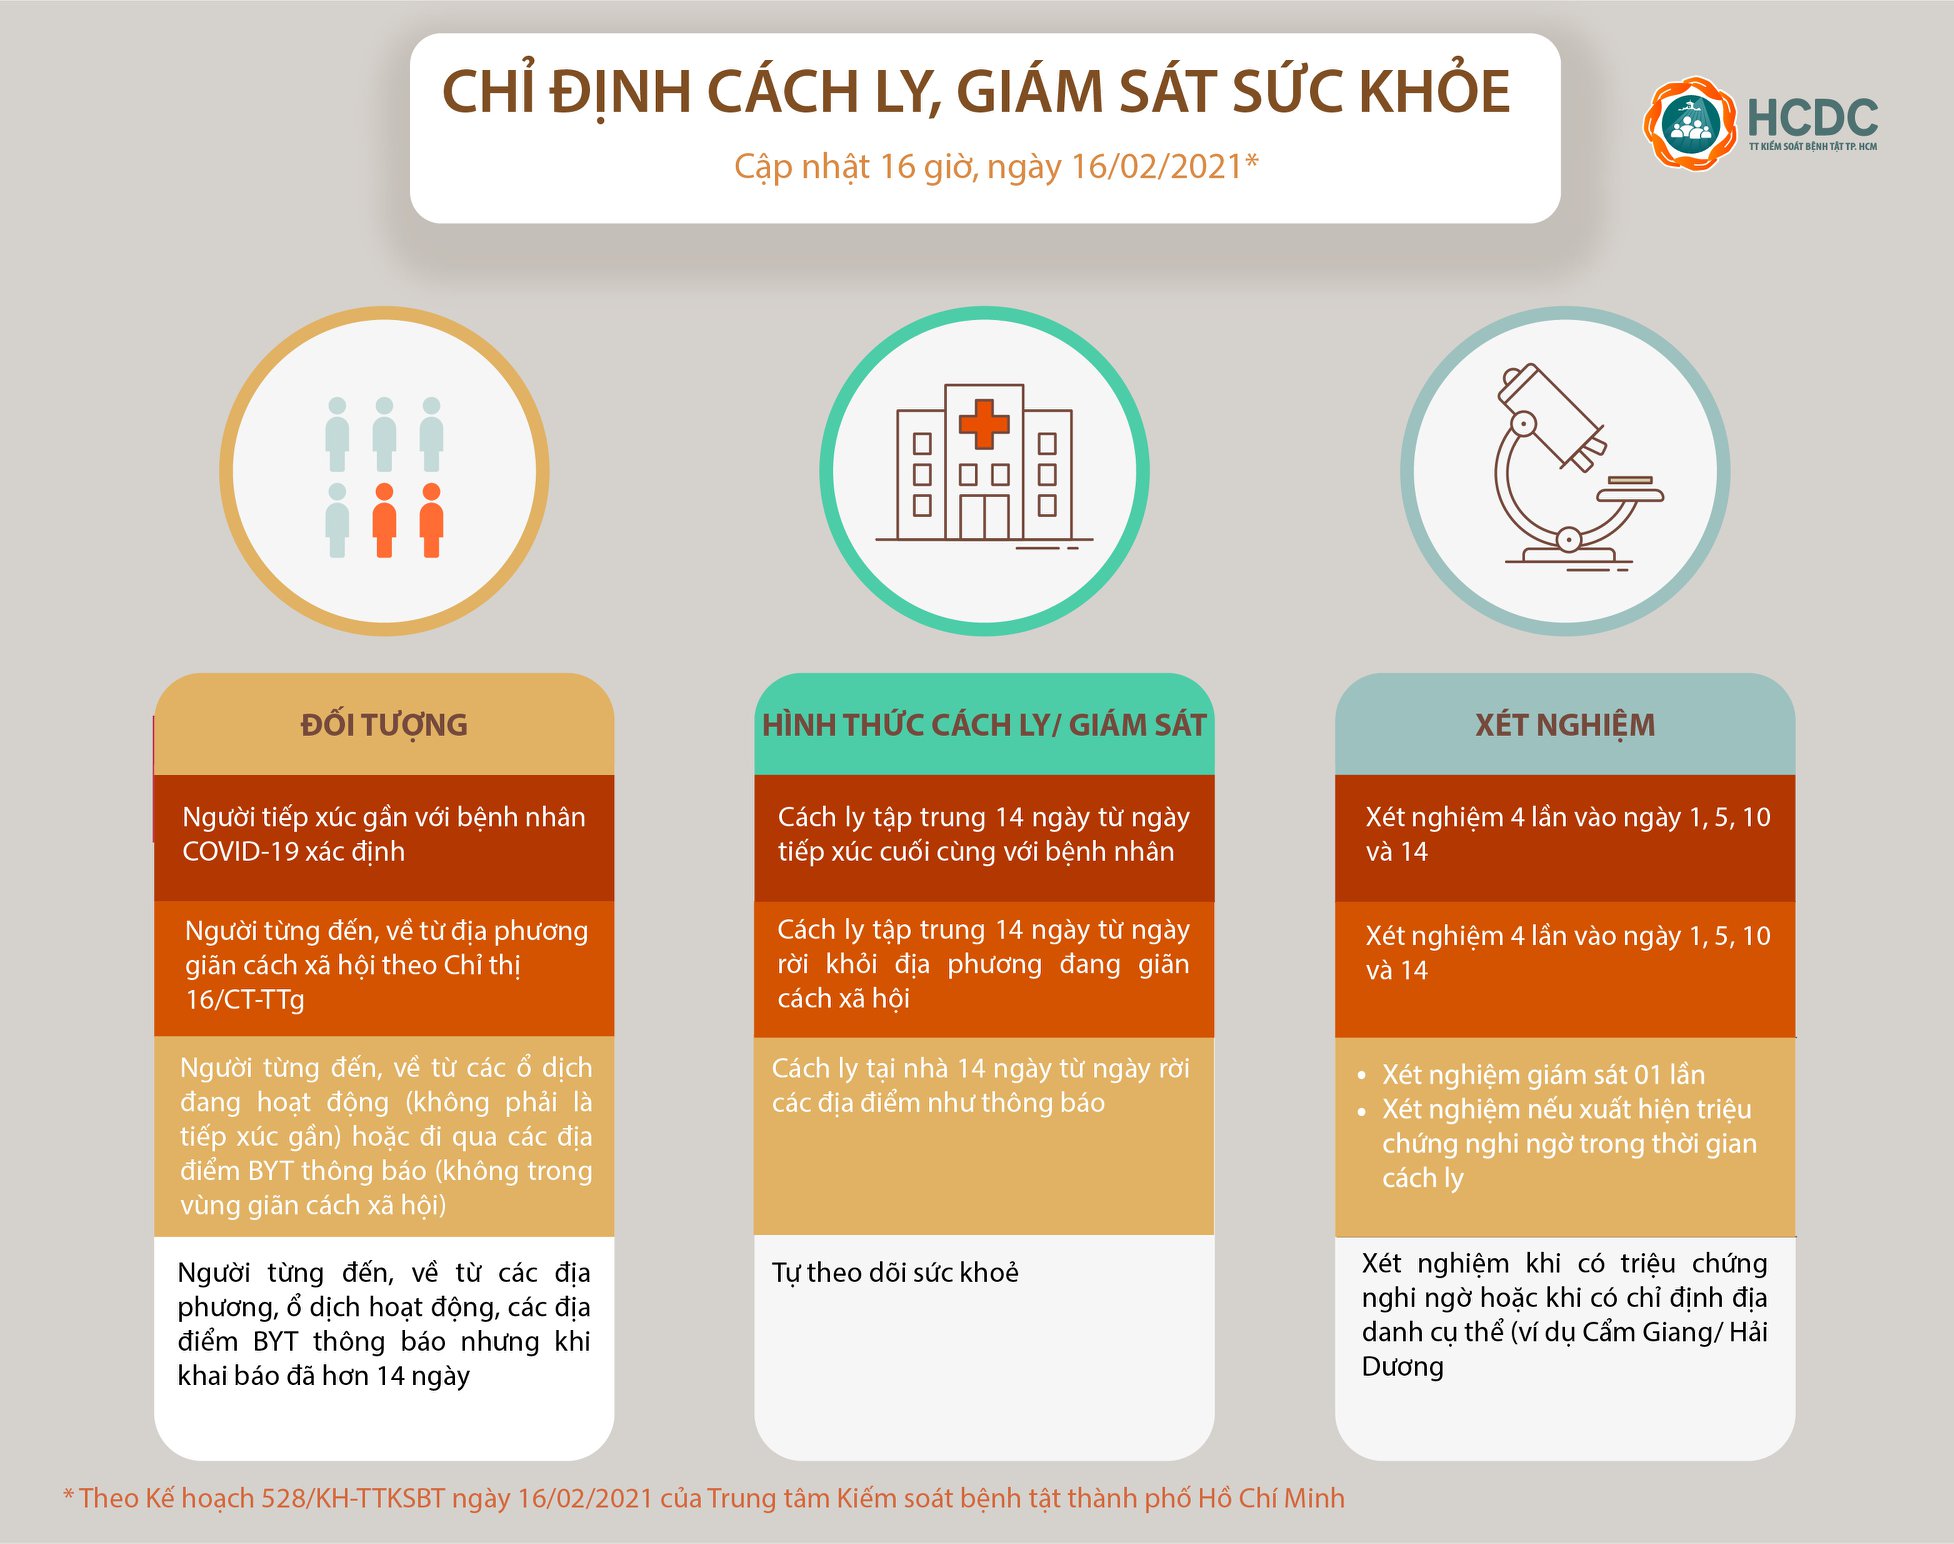 CHỈ ĐỊNH CÁCH LY, GIÁM SÁT SỨC KHỎE
Cập nhật 16 giờ, ngày 16/02/2021*
HCDC
TT KIỂM SOÁT BỆNH TẬT TP. HCM
ĐỐI TƯỢNG
Người tiếp xúc gần với bệnh nhân
COVID-19 xác định
Người từng đến, về từ địa phương
giãn cách xã hội theo Chỉ thị
16/CT-TTg
Người từng đến, về từ các ổ dịch
đang hoạt động (không phải là
tiếp xúc gần) hoặc đi qua các địa
điểm BYT thông báo (không trong
vùng giãn cách xã hội)
Người từng đến, về từ các địa
phương, ổ dịch hoạt động, các địa
điểm BYT thông báo nhưng khi
khai báo đã hơn 14 ngày
HÌNH THỨC CÁCH LY/ GIÁM SÁT
Cách ly tập trung 14 ngày từ ngày
tiếp xúc cuối cùng với bệnh nhân
Cách ly tập trung 14 ngày từ ngày
rời khỏi địa phương đang giãn
cách xã hội
Cách ly tại nhà 14 ngày từ ngày rời
các địa điểm như thông báo
Tự theo dõi sức khoẻ
XÉT NGHIỆM
Xét nghiệm 4 lần vào ngày 1, 5, 10
và 14
Xét nghiệm 4 lần vào ngày 1, 5, 10
và 14
• Xét nghiệm giám sát 01 lần
• Xét nghiệm nếu xuất hiện triệu
chứng nghi ngờ trong thời gian
cách ly
Xét nghiệm khi có triệu chứng
nghi ngờ hoặc khi có chỉ định địa
danh cụ thể (ví dụ Cẩm Giang/ Hải
Dương
* Theo Kế hoạch 528/KH-TTKSBT ngày 16/02/2021 của Trung tâm Kiểm soát bệnh tật thành phố Hồ Chí Minh